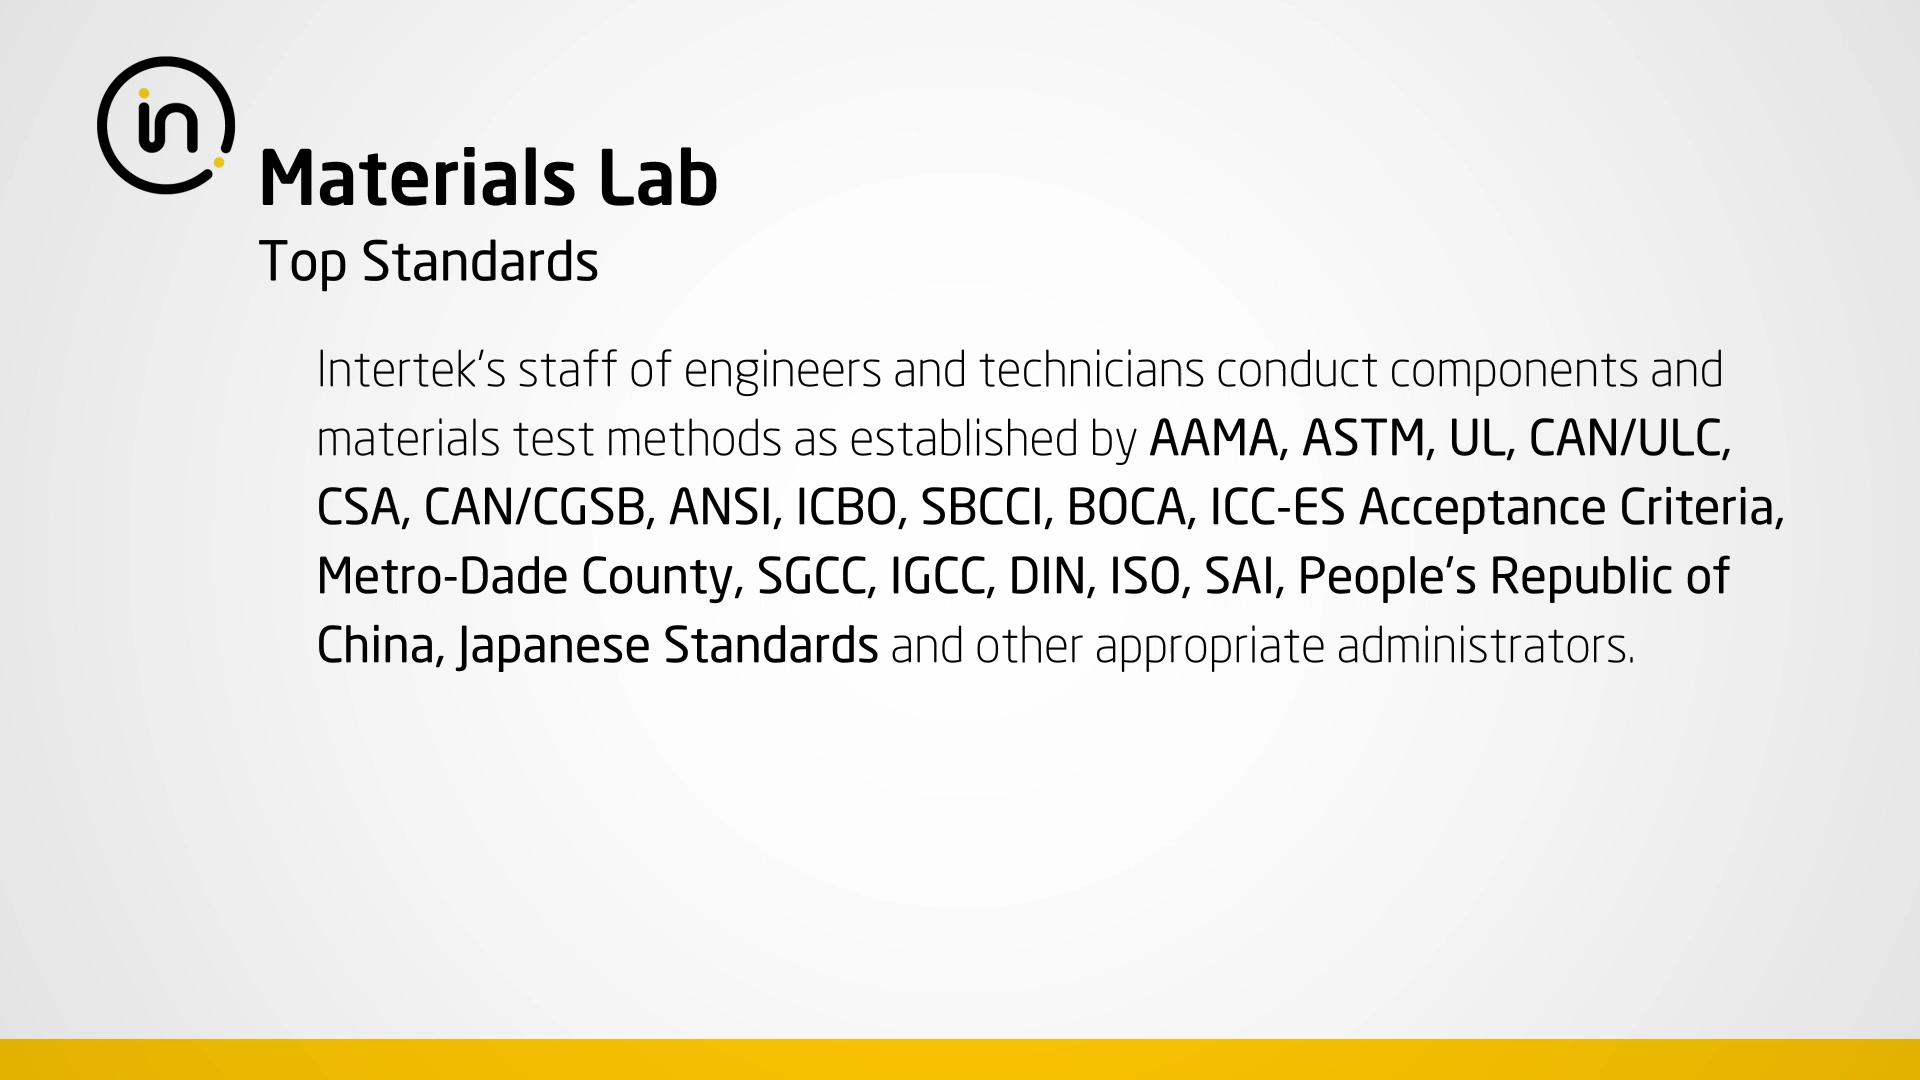 in
Materials Lab
Top Standards
Intertek’s staff of engineers and technicians conduct components and
materials test methods as established by AAMA, ASTM, UL, CAN/ULC,
CSA, CAN/CGSB, ANSI, ICBO, SBCCI, BOCA, ICC-ES Acceptance Criteria,
Metro-Dade County, SGCC, IGCC, DIN, ISO, SAI, People’s Republic of
China, Japanese Standards and other appropriate administrators.